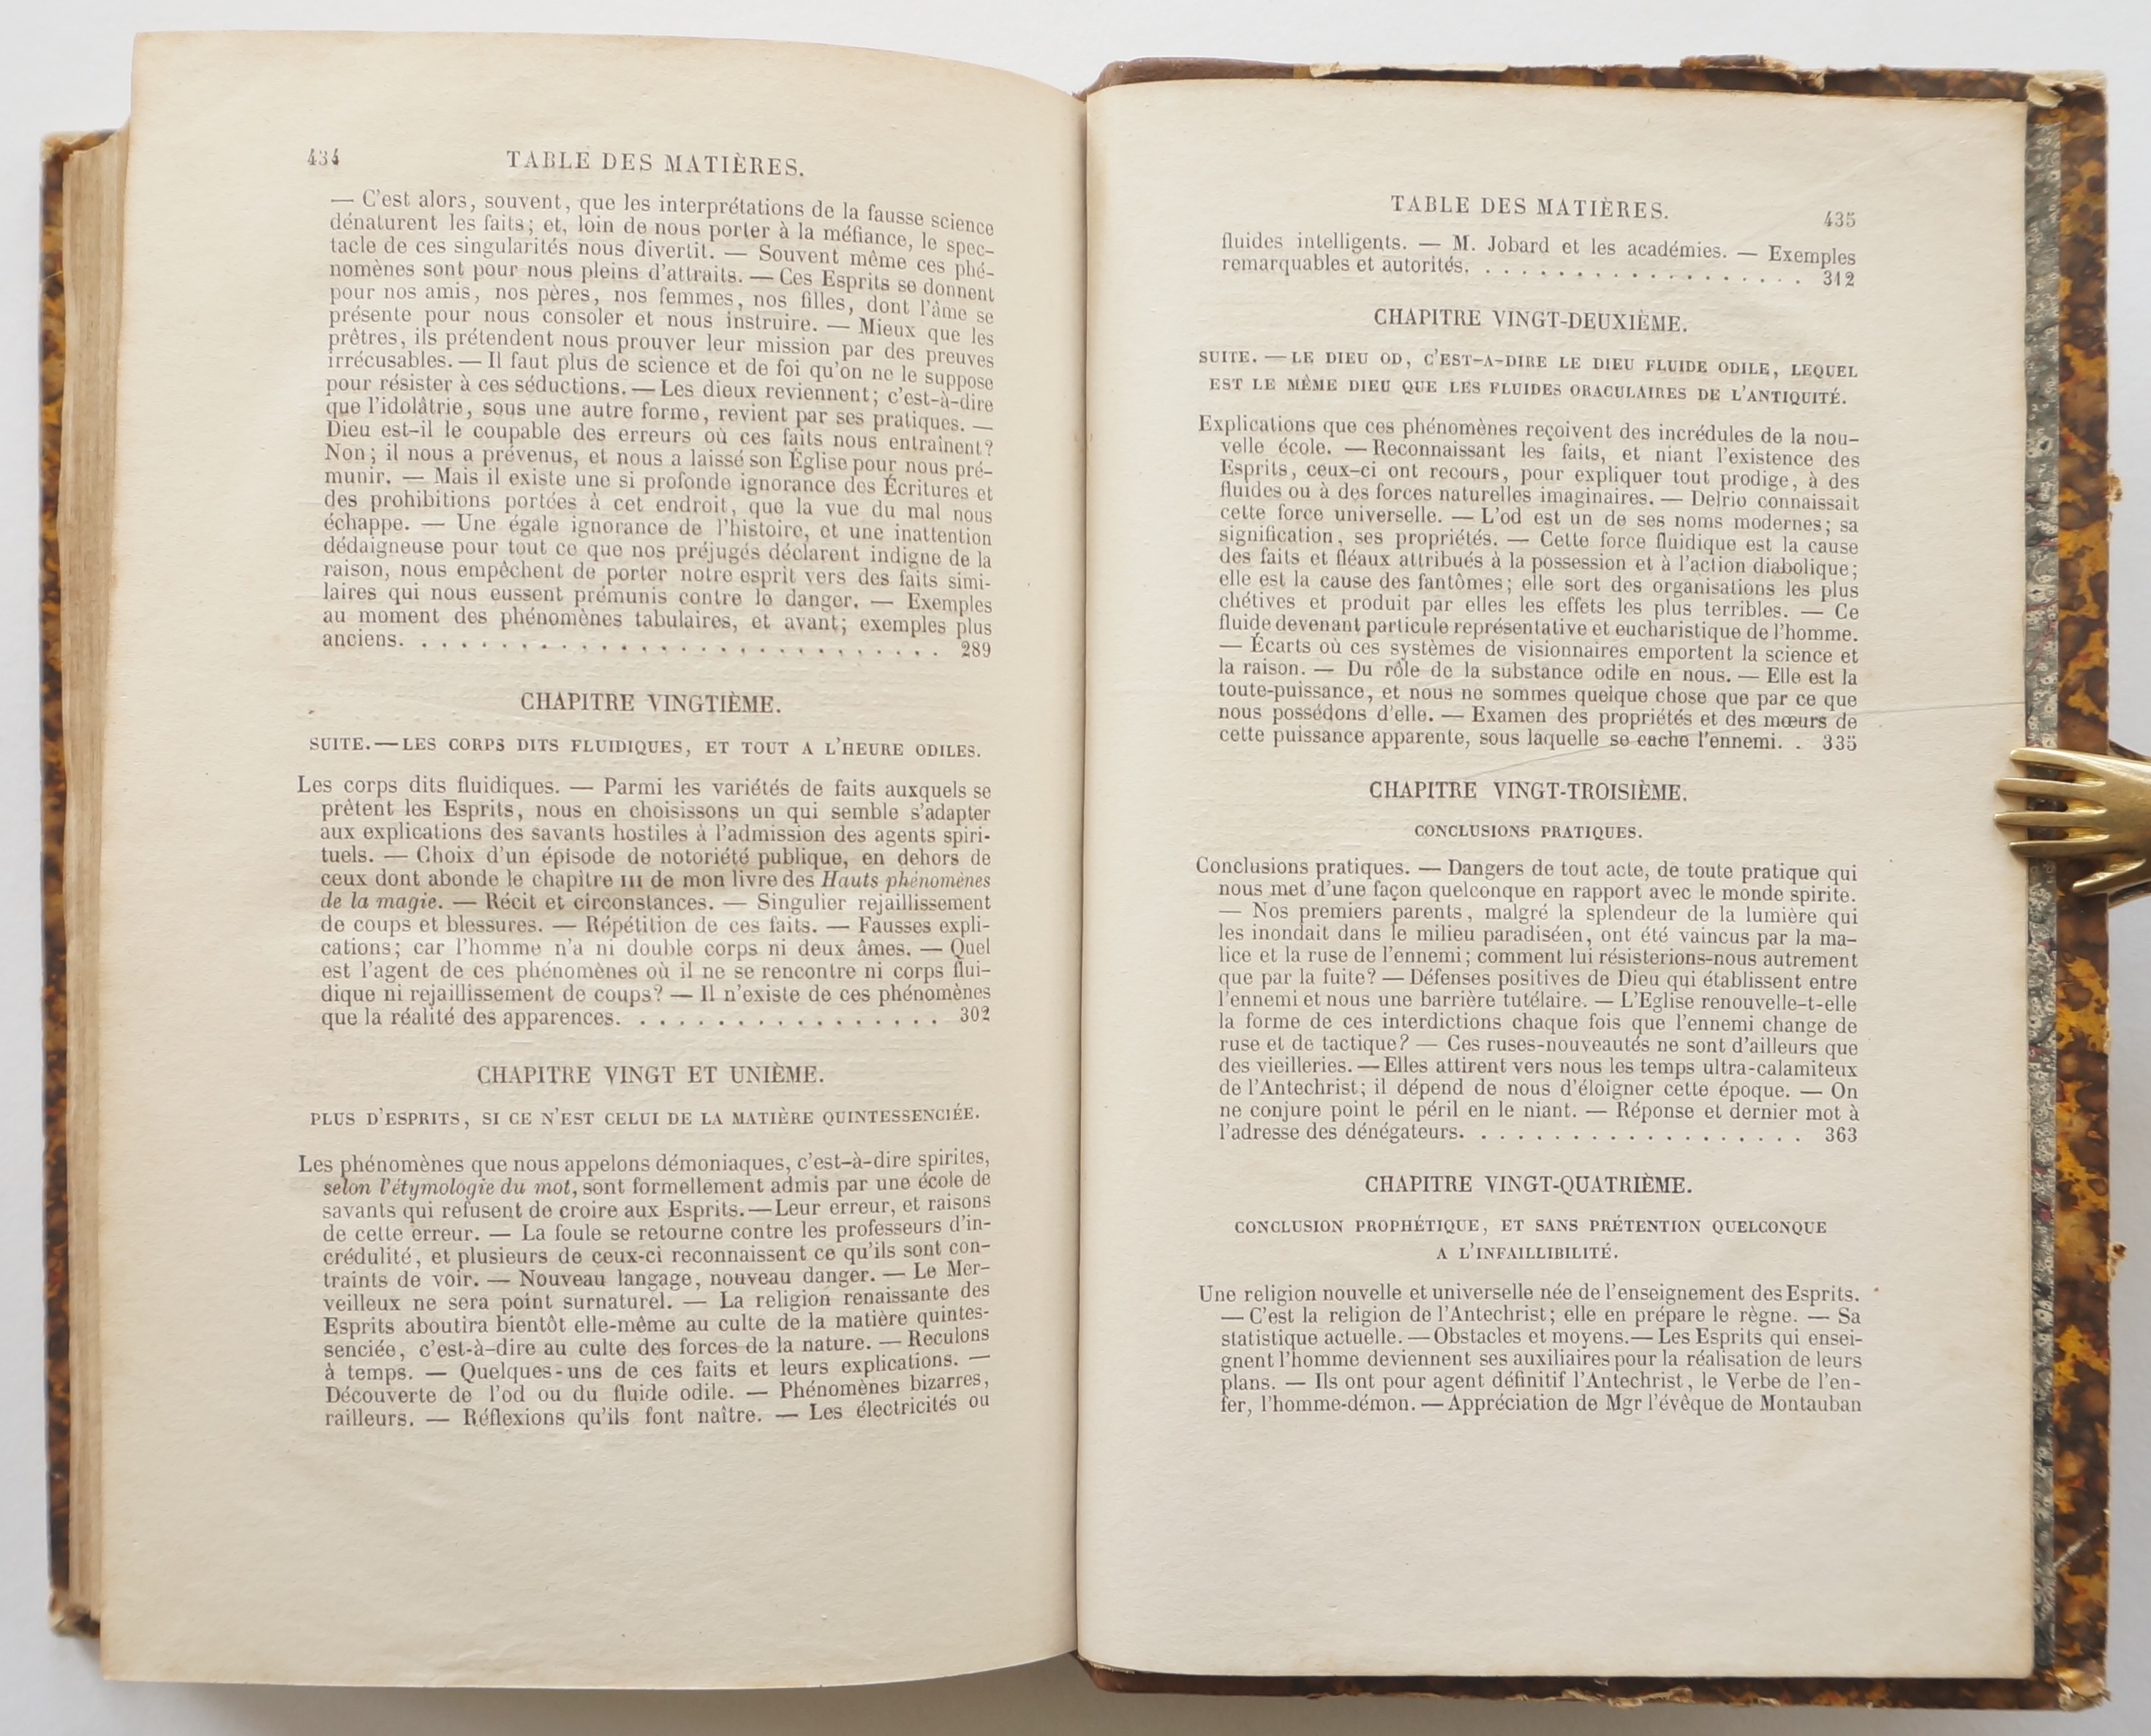 434
TABLE DES MATIÈRES.
— C'est alors, souvent, que les interprétations de la fausse science
dénaturent les faits; et, loin de nous porter à la méfiance, le spec-
tacle de ces singularités nous divertit. — Souvent même ces phé-
nomènes sont pour nous pleins d'attraits. — Ces Esprits se donnent
pour nos amis, nos pères, nos femmes, nos filles, dont l'âme se
présente pour nous consoler et nous instruire. — Mieux que les
prêtres, ils prétendent nous prouver leur mission par des preuves
irrécusables. — Il faut plus de science et de foi qu'on ne le suppose
pour résister à ces séductions. — Les dieux reviennent; c'est-à-dire
que l'idolâtrie, sous une autre forme, revient par ses pratiques. —
Dieu est-il le coupable des erreurs où ces faits nous entraînent?
Non; il nous a prévenus, et nous a laissé son Église pour nous pré-
munir. — Mais il existe une si profonde ignorance des Écritures et
des prohibitions portées à cet endroit, que la vue du mal nous
échappe. — Une égale ignorance de l'histoire, et une inattention
dédaigneuse pour tout ce que nos préjugés déclarent indigne de la
raison, nous empêchent de porter notre esprit vers des faits simi-
laires qui nous eussent prémunis contre le danger. — Exemples
au moment des phénomènes tabulaires, et avant; exemples plus
anciens. . . . . . . . . . . . . . . . . . . . . . . . . . . . 289
CHAPITRE VINGTIÈME.
SUITE. — LES CORPS DITS FLUIDIQUES, ET TOUT A L'HEURE ODILES.
Les corps dits fluidiques. — Parmi les variétés de faits auxquels se
prêtent les Esprits, nous en choisissons un qui semble s'adapter
aux explications des savants hostiles à l'admission des agents spiri-
tuels. — Choix d'un épisode de notoriété publique, en dehors de
ceux dont abonde le chapitre III de mon livre des Hauts phénomènes
de la magie. — Récit et circonstances. — Singulier rejaillissement
de coups et blessures. — Répétition de ces faits. — Fausses expli-
cations; car l'homme n'a ni double corps ni deux âmes. — Quel
est l'agent de ces phénomènes où il ne se rencontre ni corps flui-
dique ni rejaillissement de coups? — Il n'existe de ces phénomènes
que la réalité des apparences. . . . . . . . . . . . . . . . . 302
CHAPITRE VINGT ET UNIÈME.
PLUS D'ESPRITS, SI CE N'EST CELUI DE LA MATIÈRE QUINTESSENCIÉE.
Les phénomènes que nous appelons démoniaques, c'est-à-dire spirites,
selon l'étymologie du mot, sont formellement admis par une école de
savants qui refusent de croire aux Esprits. — Leur erreur, et raisons
de cette erreur. — La foule se retourne contre les professeurs d'in-
crédulité, et plusieurs de ceux-ci reconnaissent ce qu'ils sont con-
traints de voir. — Nouveau langage, nouveau danger. — Le Mer-
veilleux ne sera point surnaturel. — La religion renaissante des
Esprits aboutira bientôt elle-même au culte de la matière quintes-
senciée, c'est-à-dire au culte des forces de la nature. — Reculons
à temps. — Quelques-uns de ces faits et leurs explications. —
Découverte de l'od ou du fluide odile. — Phénomènes bizarres,
railleurs. — Réflexions qu'ils font naître. — Les électricités ou
TABLE DES MATIÈRES.
435
fluides intelligents. — M. Jobard et les académies. — Exemples
remarquables et autorités. . . . . . . . . . . . . . . . . . . 312
CHAPITRE VINGT-DEUXIÈME.
SUITE. — LE DIEU OD, C'EST-A-DIRE LE DIEU FLUIDE ODILE, LEQUEL
EST LE MÊME DIEU QUE LES FLUIDES ORACULAIRES DE L'ANTIQUITÉ.
Explications que ces phénomènes reçoivent des incrédules de la nou-
velle école. — Reconnaissant les faits, et niant l'existence des
Esprits, ceux-ci ont recours, pour expliquer tout prodige, à des
fluides ou à des forces naturelles imaginaires. — Delrio connaissait
cette force universelle. — L'od est un de ses noms modernes; sa
signification, ses propriétés. — Cette force fluidique est la cause
des faits et fléaux attribués à la possession et à l'action diabolique;
elle est la cause des fantômes; elle sort des organisations les plus
chétives et produit par elles les effets les plus terribles. — Ce
fluide devenant particule représentative et eucharistique de l'homme.
— Écarts où ces systèmes de visionnaires emportent la science et
la raison. — Du rôle de la substance odile en nous. — Elle est la
toute-puissance, et nous ne sommes quelque chose que par ce que
nous possédons d'elle. — Examen des propriétés et des mœurs de
cette puissance apparente, sous laquelle se cache l'ennemi. . 335
CHAPITRE VINGT-TROISIÈME.
CONCLUSIONS PRATIQUES.
Conclusions pratiques. — Dangers de tout acte, de toute pratique qui
nous met d'une façon quelconque en rapport avec le monde spirite.
— Nos premiers parents, malgré la splendeur de la lumière qui
les inondait dans le milieu paradiséen, ont été vaincus par la ma-
lice et la ruse de l'ennemi; comment lui résisterions-nous autrement
que par la fuite? — Défenses positives de Dieu qui établissent entre
l'ennemi et nous une barrière tutélaire. — L'Eglise renouvelle-t-elle
la forme de ces interdictions chaque fois que l'ennemi change de
ruse et de tactique? — Ces ruses-nouveautés ne sont d'ailleurs que
des vieilleries. — Elles attirent vers nous les temps ultra-calamiteux
de l'Antechrist; il dépend de nous d'éloigner cette époque. — On
ne conjure point le péril en le niant. — Réponse et dernier mot à
l'adresse des dénégateurs. . . . . . . . . . . . . . . . . . . 363
CHAPITRE VINGT-QUATRIÈME.
CONCLUSION PROPHÉTIQUE, ET SANS PRÉTENTION QUELCONQUE
A L'INFAILLIBILITÉ.
Une religion nouvelle et universelle née de l'enseignement des Esprits.
— C'est la religion de l'Antechrist; elle en prépare le règne. — Sa
statistique actuelle. — Obstacles et moyens. — Les Esprits qui ensei-
gnent l'homme deviennent ses auxiliaires pour la réalisation de leurs
plans. — Ils ont pour agent définitif l'Antechrist, le Verbe de l'en-
fer, l'homme-démon. — Appréciation de Mgr l'évêque de Montauban